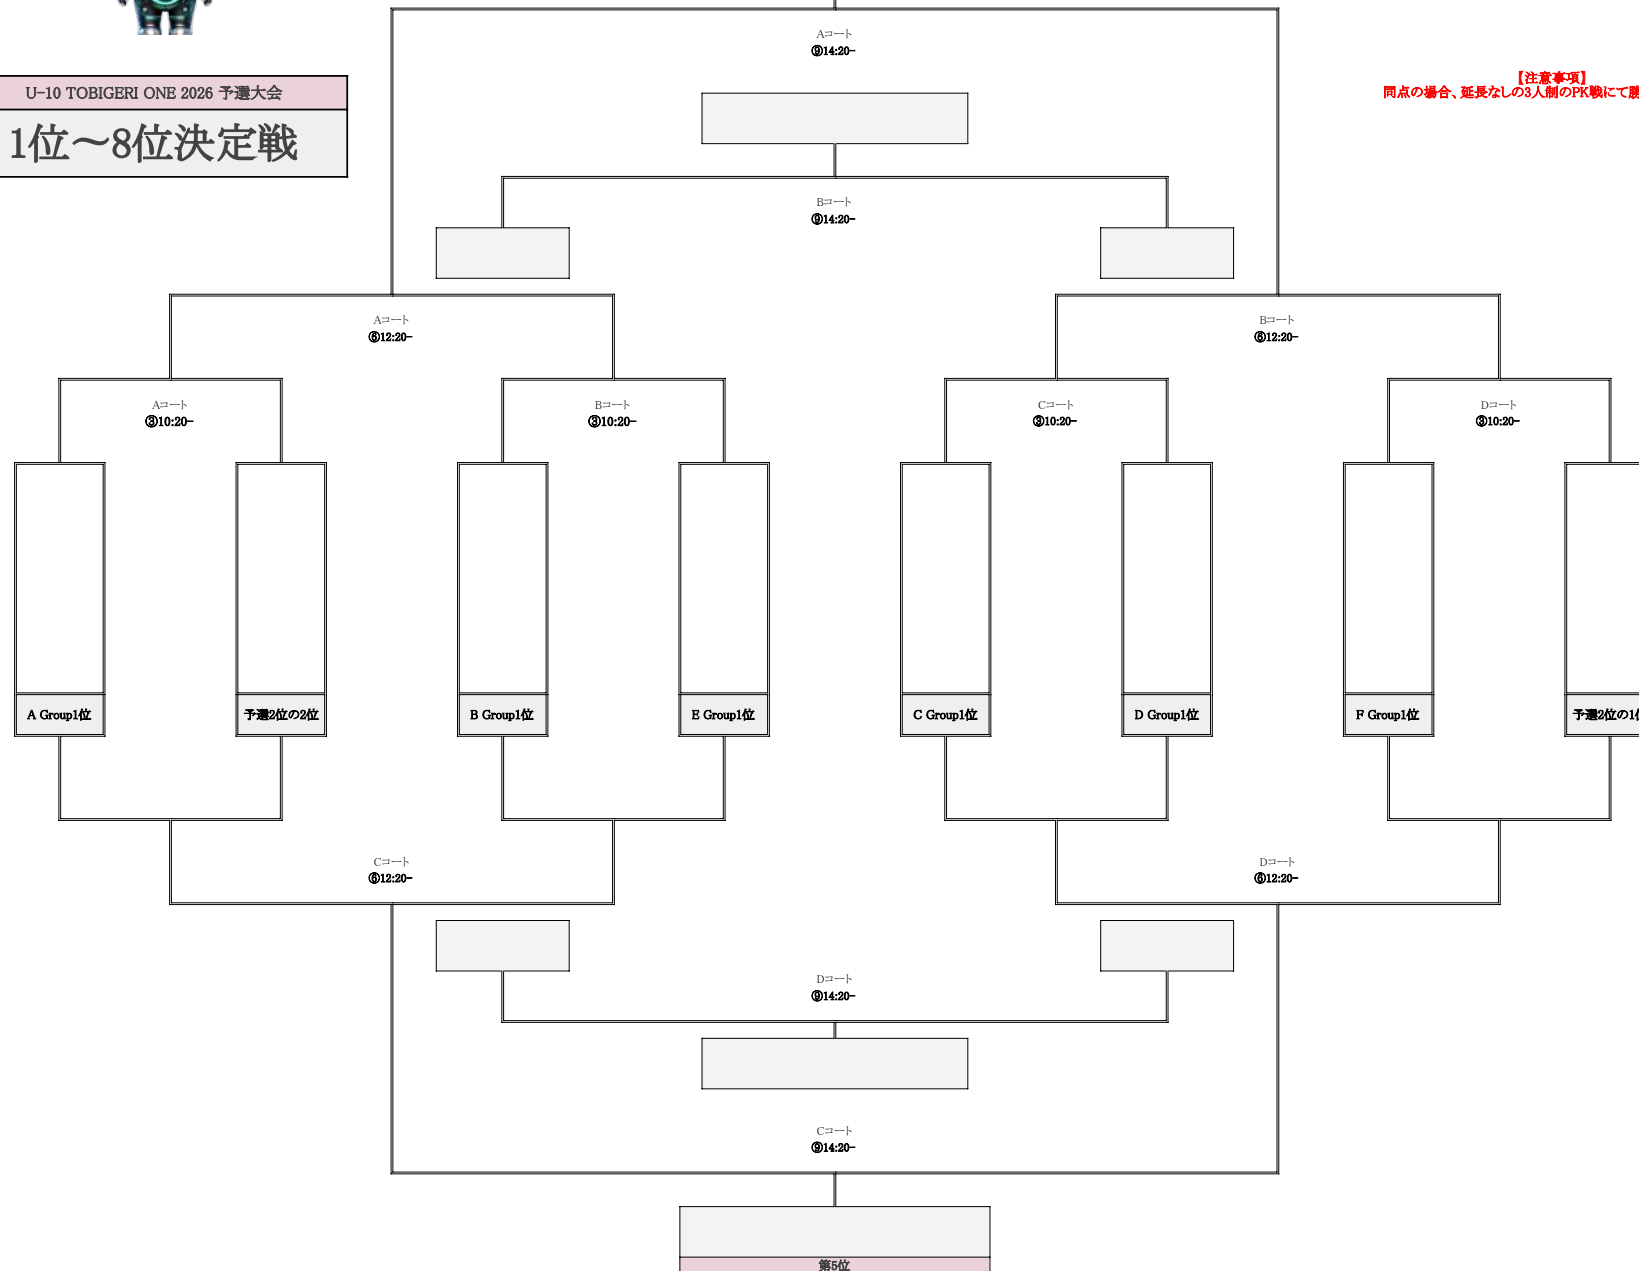 Aコート
⑨14:20-
U-10 TOBIGERI ONE 2026 予選大会
1位～8位決定戦
【注意事項】
同点の場合、延長なしの3人制のPK戦にて勝
Bコート
⑨14:20-
Aコート
⑥12:20-
Bコート
⑥12:20-
Aコート
③10:20-
Bコート
③10:20-
Cコート
③10:20-
Dコート
③10:20-
A Group1位
予選2位の2位
B Group1位
E Group1位
C Group1位
D Group1位
F Group1位
予選2位の1位
Cコート
⑥12:20-
Dコート
⑥12:20-
Dコート
⑨14:20-
Cコート
⑨14:20-
第5位